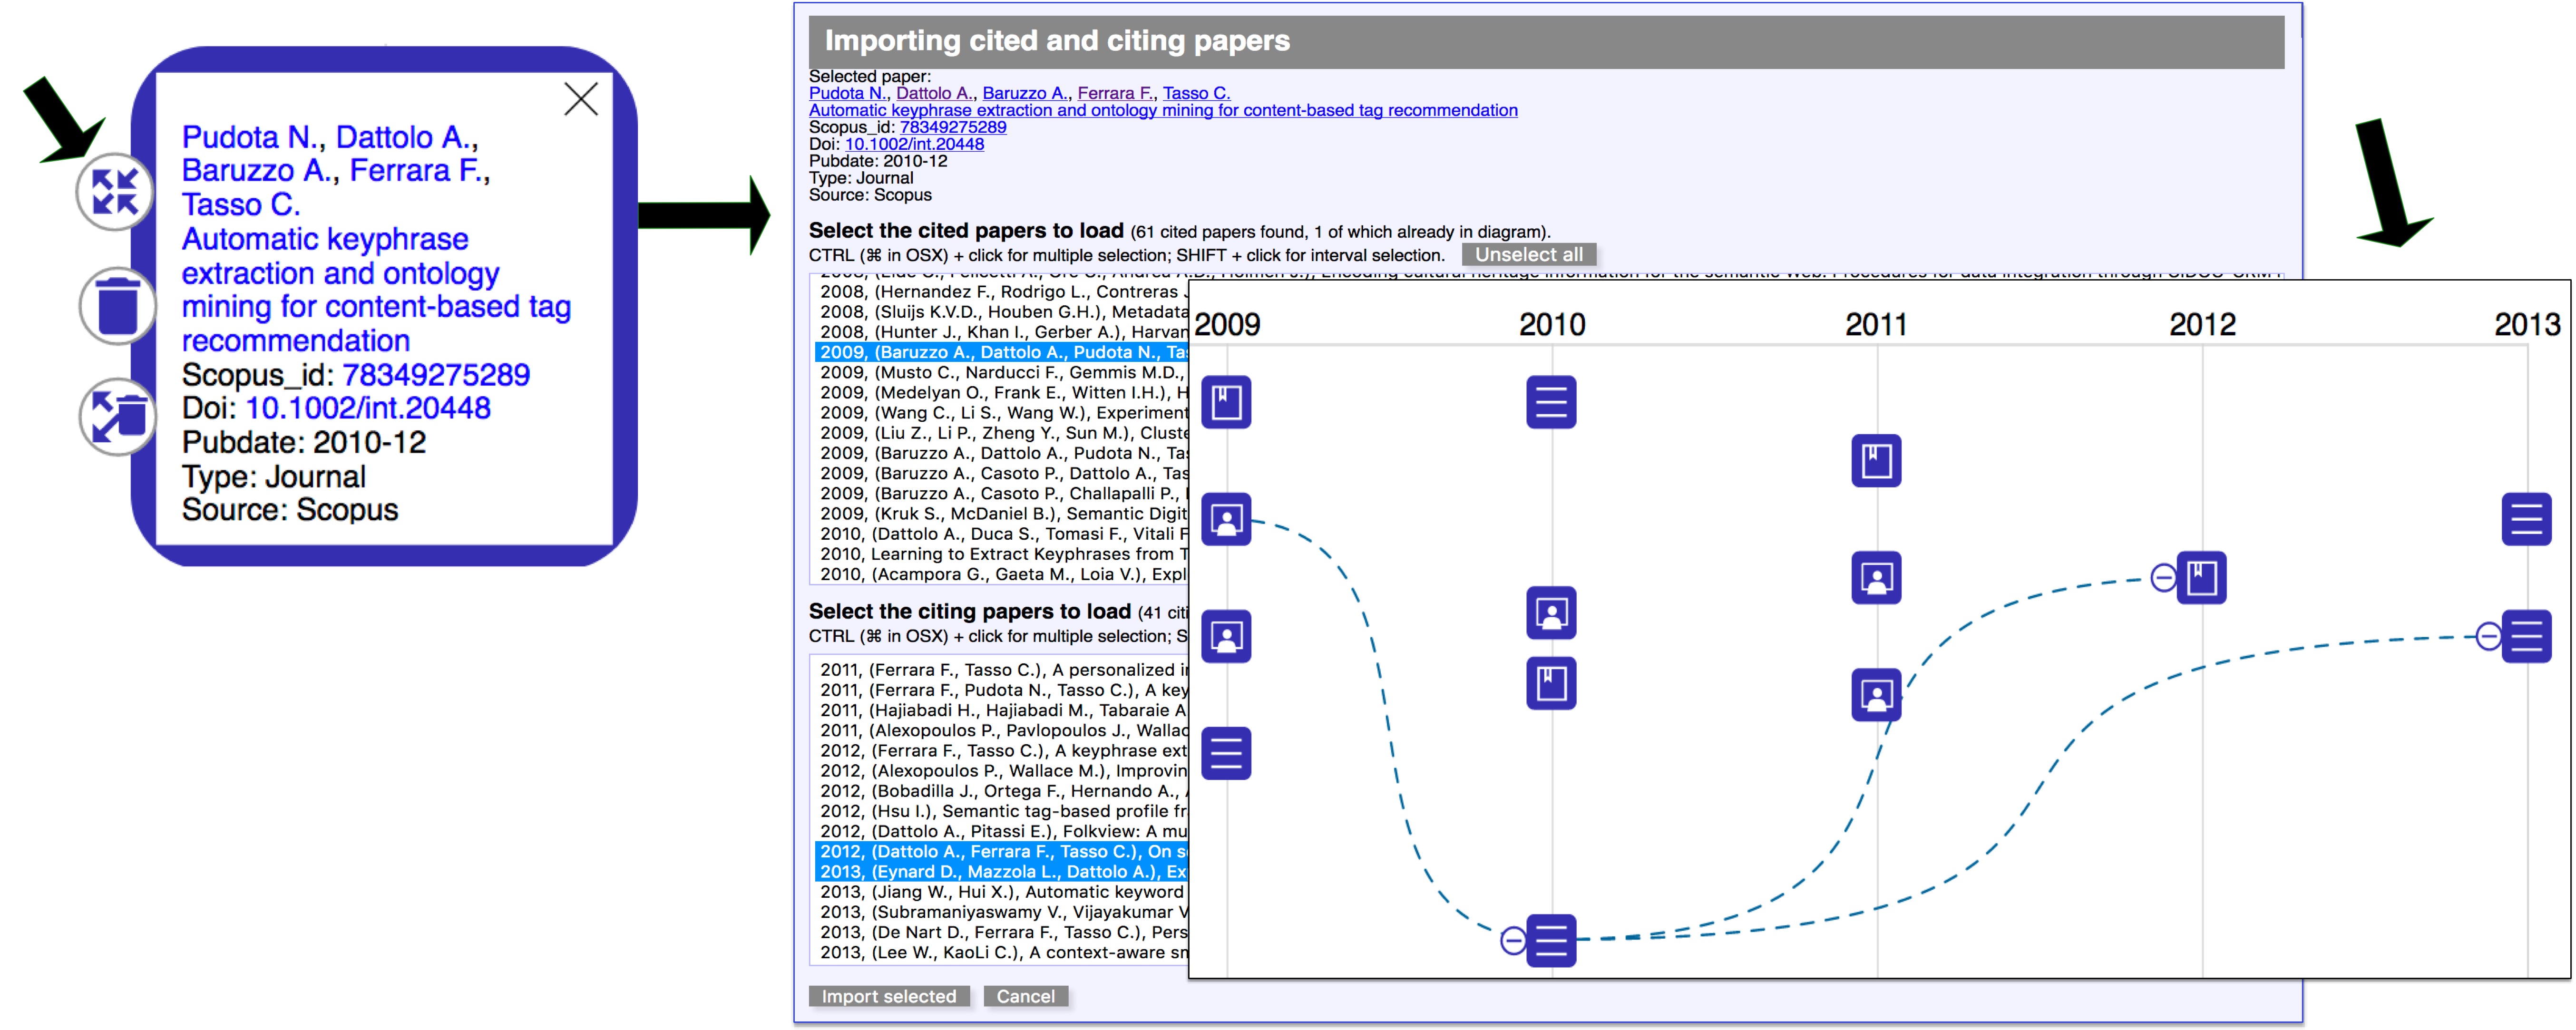 Pudota N., Dattolo A.,
Baruzzo A., Ferrara F.,
Tasso C.
Automatic keyphrase
extraction and ontology
mining for content-based tag
recommendation
Scopus_id: 78349275289
Doi: 10.1002/int.20448
Pubdate: 2010-12
Type: Journal
Source: Scopus
Importing cited and citing papers
Selected paper:
Pudota N., Dattolo A., Baruzzo A., Ferrara F., Tasso C.
Automatic keyphrase extraction and ontology mining for content-based tag recommendation
Scopus_id: 78349275289
Doi: 10.1002/int.20448
Pubdate: 2010-12
Type: Journal
Source: Scopus
Select the cited papers to load (61 cited papers found, 1 of which already in diagram).
CTRL (⌘ in OSX) + click for multiple selection; SHIFT + click for interval selection. Unselect all
2008, (Hernandez F., Rodrigo L., Contreras
2008, (Sluijs K.V.D., Houben G.H.), Metadata
2008, (Hunter J., Khan I., Gerber A.), Harvan
2009, (Baruzzo A., Dattolo A., Pudota N., Tas
2009, (Musto C., Narducci F., Gemmis M.D.,
2009, (Medelyan O., Frank E., Witten I.H.), H
2009, (Wang C., Li S., Wang W.), Experiment
2009, (Liu Z., Li P., Zheng Y., Sun M.), Cluste
2009, (Baruzzo A., Dattolo A., Pudota N., Tas
2009, (Baruzzo A., Casoto P., Dattolo A., Tas
2009, (Baruzzo A., Casoto P., Challapalli P.,
2009, (Kruk S., McDaniel B.), Semantic Digit
2010, (Dattolo A., Duca S., Tomasi F., Vitali F
2010, Learning to Extract Keyphrases from T
2010, (Acampora G., Gaeta M., Loia V.), Expl
Select the citing papers to load (41 citi
CTRL (⌘ in OSX) + click for multiple selection; S
2011, (Ferrara F., Tasso C.), A personalized i
2011, (Ferrara F., Pudota N., Tasso C.), A key
2011, (Hajiabadi H., Hajiabadi M., Tabaraie A
2011, (Alexopoulos P., Pavlopoulos J., Wallac
2012, (Ferrara F., Tasso C.), A keyphrase ext
2012, (Alexopoulos P., Wallace M.), Improvin
2012, (Bobadilla J., Ortega F., Hernando A.,
2012, (Hsu I.), Semantic tag-based profile fr
2012, (Dattolo A., Pitassi E.), Folkview: A mu
2012, (Dattolo A., Ferrara F., Tasso C.), On s
2013, (Eynard D., Mazzola L., Dattolo A.), Ex
2013, (Jiang W., Hui X.), Automatic keyword
2013, (Subramaniyaswamy V., Vijayakumar V
2013, (De Nart D., Ferrara F., Tasso C.), Pers
2013, (Lee W., KaoLi C.), A context-aware sn
Import selected Cancel
2009 2010 2011 2012 2013